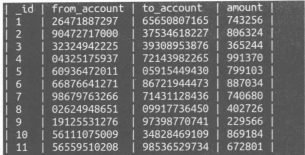 | _id | from_account | to_account | amount |
| 1 | 26471887297 | 65650807165 | 743256 |
| 2 | 90472717000 | 37534618227 | 806324 |
| 3 | 32324942225 | 39308953876 | 365244 |
| 4 | 04325175937 | 72143982265 | 991370 |
| 5 | 60936472011 | 05915449430 | 799103 |
| 6 | 66876641271 | 86721944473 | 887034 |
| 7 | 98679763266 | 71431128436 | 740680 |
| 8 | 02624948651 | 09917736450 | 402726 |
| 9 | 19125531276 | 97398770741 | 229566 |
| 10 | 56111075009 | 34828469109 | 869184 |
| 11 | 56559510208 | 98536529734 | 672801 |